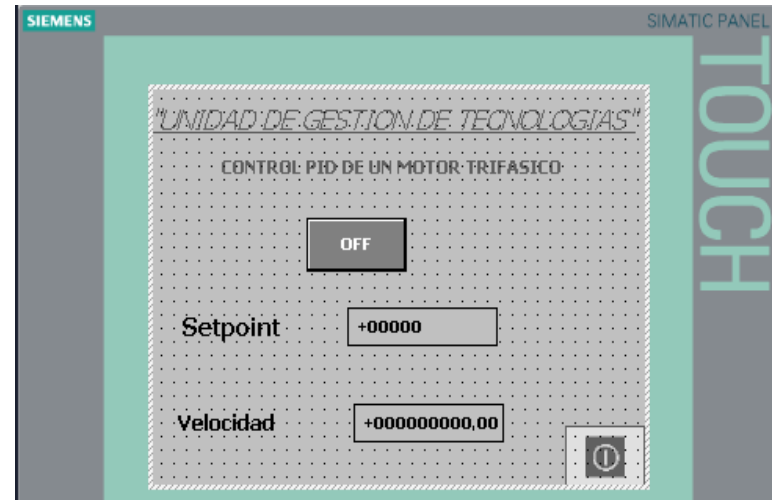 SIEMENS
SIMATIC PANEL
TOUCH
"UNIDAD DE GESTION DE TECNOLOGIAS"
CONTROL PID DE UN MOTOR TRIFASICO
OFF
Setpoint +00000
Velocidad +000000000,00